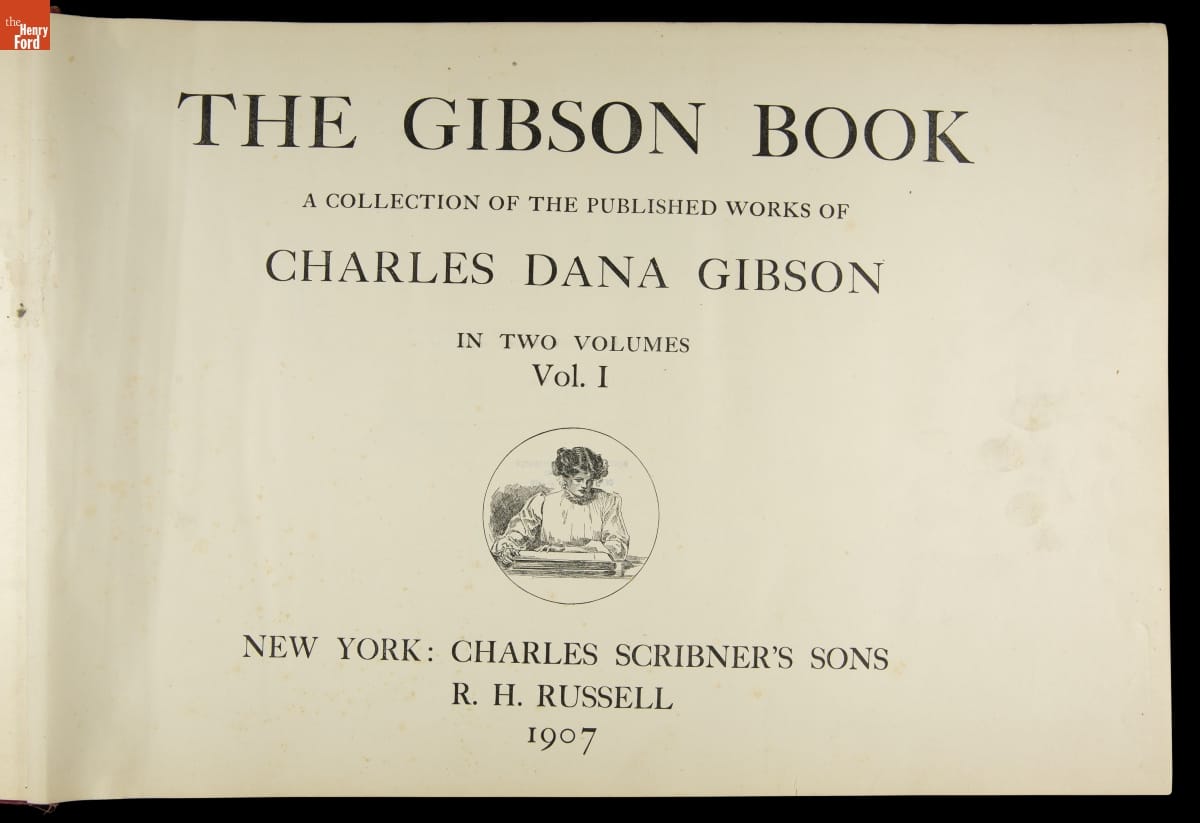 the
Henry
Ford
THE GIBSON BOOK
A COLLECTION OF THE PUBLISHED WORKS OF
CHARLES DANA GIBSON
IN TWO VOLUMES
Vol. I
NEW YORK: CHARLES SCRIBNER'S SONS
R. H. RUSSELL
1907